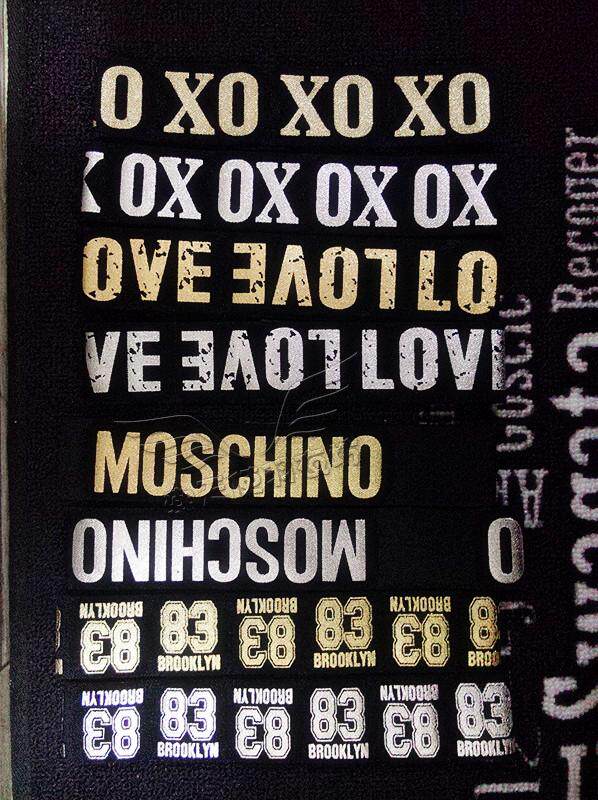 O XO XO XO
X OX OX OX OX
OVE LOVE LO
VE LOVE LOVE
MOSCHINO
MOSCHINO O
83 BROOKLYN 83 BROOKLYN 83 BROOKLYN 83 BROOKLYN 83 BROOKLYN 83 BROO
83 BROOKLYN 83 BROOKLYN 83 BROOKLYN 83 BROOKLYN 83 BROOKLYN 83 BROOKLYN
Recover